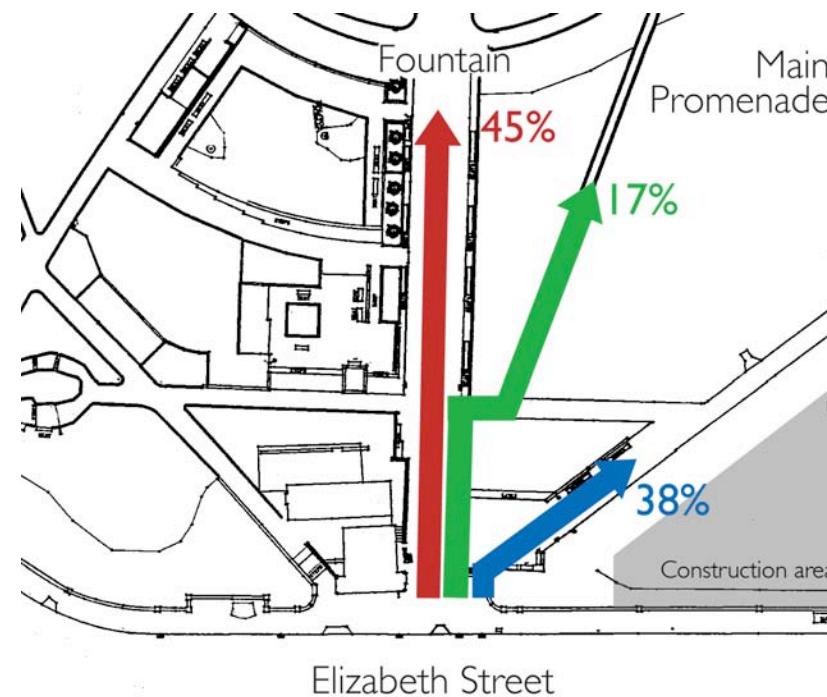 Fountain
Main
Promenade
45%
17%
38%
Construction area
Elizabeth Street